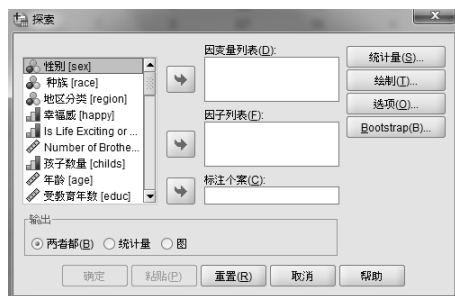 探索
性别 [sex]
种族 [race]
地区分类 [region]
幸福感 [happy]
Is Life Exciting or ...
Number of Brothe...
孩子数量 [childs]
年龄 [age]
受教育年数 [educ]
因变量列表(D):
因子列表(F):
标注个案(C):
统计量(S)...
绘制(T)...
选项(O)...
Bootstrap(B)...
输出
两者都(B) 统计量 图
确定 粘贴(P) 重置(R) 取消 帮助